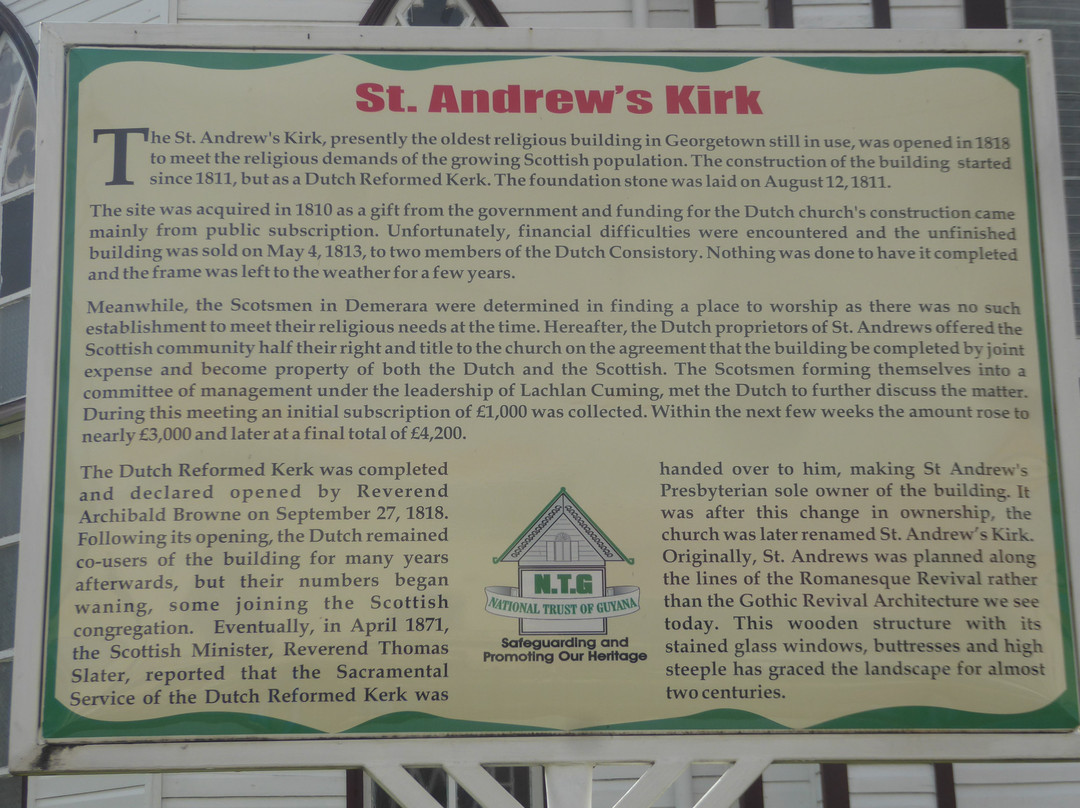 St. Andrew's Kirk
The St. Andrew's Kirk, presently the oldest religious building in Georgetown still in use, was opened in 1818
to meet the religious demands of the growing Scottish population. The construction of the building started
since 1811, but as a Dutch Reformed Kerk. The foundation stone was laid on August 12, 1811.
The site was acquired in 1810 as a gift from the government and funding for the Dutch church's construction came
mainly from public subscription. Unfortunately, financial difficulties were encountered and the unfinished
building was sold on May 4, 1813, to two members of the Dutch Consistory. Nothing was done to have it completed
and the frame was left to the weather for a few years.
Meanwhile, the Scotsmen in Demerara were determined in finding a place to worship as there was no such
establishment to meet their religious needs at the time. Hereafter, the Dutch proprietors of St. Andrews offered the
Scottish community half their right and title to the church on the agreement that the building be completed by joint
expense and become property of both the Dutch and the Scottish. The Scotsmen forming themselves into a
committee of management under the leadership of Lachlan Cuming, met the Dutch to further discuss the matter.
During this meeting an initial subscription of £1,000 was collected. Within the next few weeks the amount rose to
nearly £3,000 and later at a final total of £4,200.
The Dutch Reformed Kerk was completed
and declared opened by Reverend
Archibald Browne on September 27, 1818.
Following its opening, the Dutch remained
co-users of the building for many years
afterwards, but their numbers began
waning, some joining the Scottish
congregation. Eventually, in April 1871,
the Scottish Minister, Reverend Thomas
Slater, reported that the Sacramental
Service of the Dutch Reformed Kerk was
handed over to him, making St Andrew's
Presbyterian sole owner of the building. It
was after this change in ownership, the
church was later renamed St. Andrew's Kirk.
Originally, St. Andrews was planned along
the lines of the Romanesque Revival rather
than the Gothic Revival Architecture we see
today. This wooden structure with its
stained glass windows, buttresses and high
steeple has graced the landscape for almost
two centuries.
N.T.G
NATIONAL TRUST OF GUYANA
Safeguarding and
Promoting Our Heritage